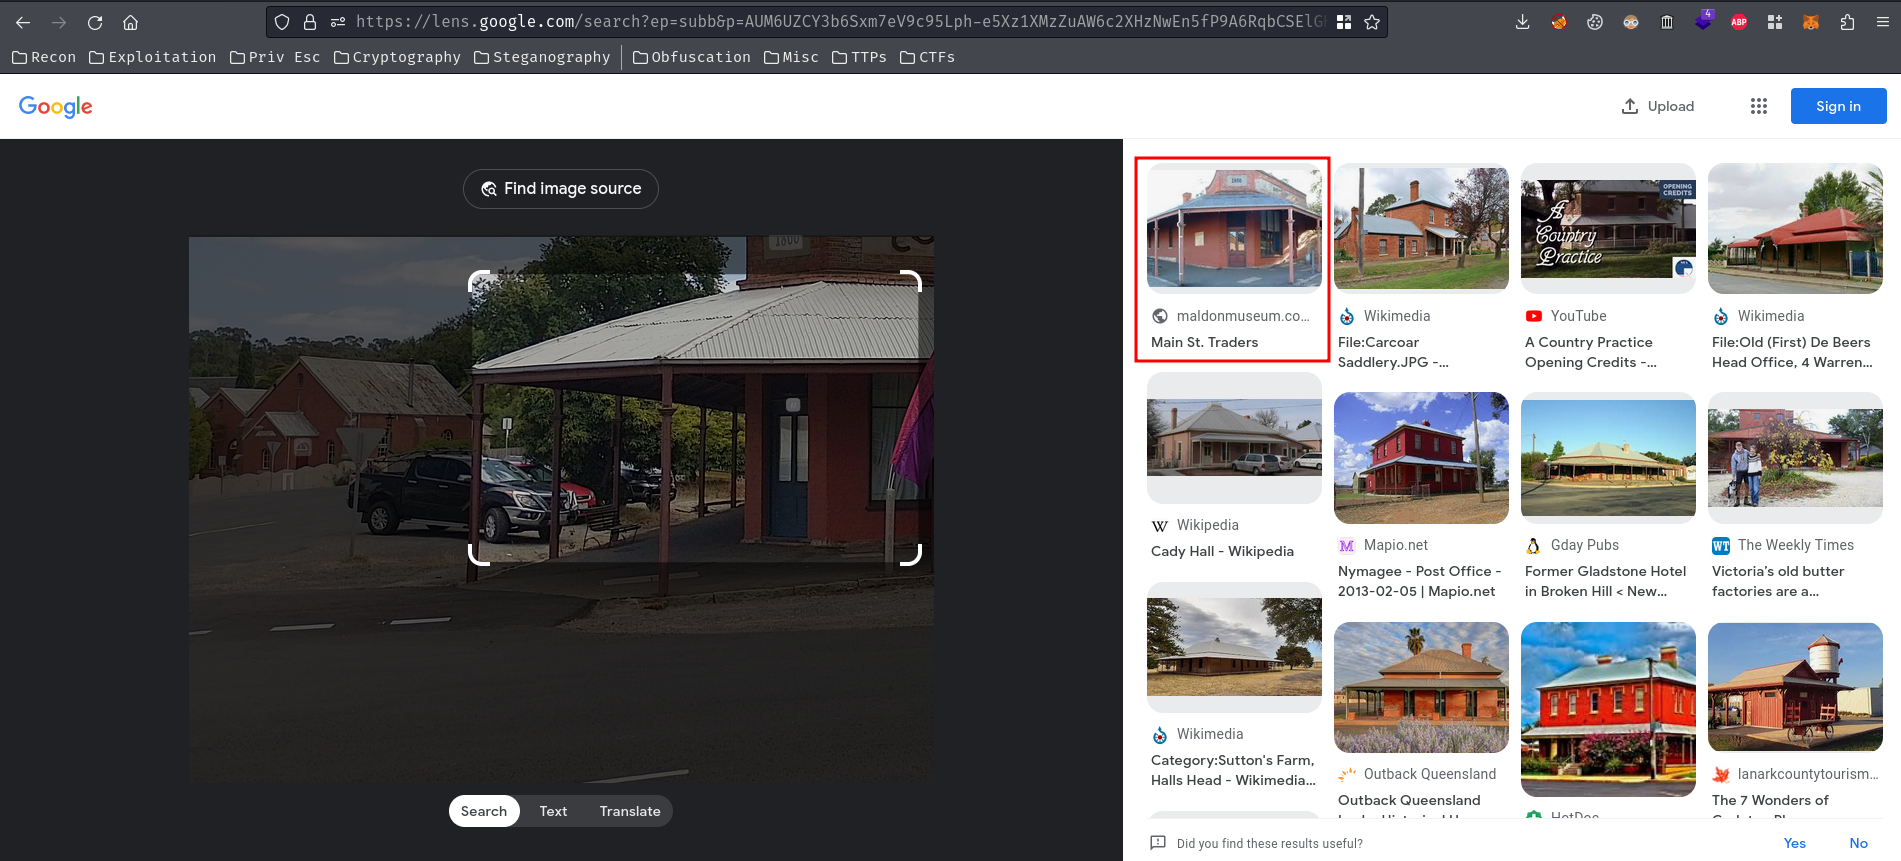 https://lens.google.com/search?ep=subb&p=AUM6UZCY3b6Sxm7eV9c95Lph-e5Xz1XMzZuAW6c2XHzNwEn5fP9A6RqbCSElG
4
ABP
Recon Exploitation Priv Esc Cryptography Steganography Obfuscation Misc TTPs CTFs
Google
Upload
Sign in
Find image source
1866
Search Text Translate
maldonmuseum.co...
Main St. Traders
Wikimedia
File:Carcoar
Saddlery.JPG -...
OPENING
CREDITS
A
Country
Practice
YouTube
A Country Practice
Opening Credits -...
Wikimedia
File:Old (First) De Beers
Head Office, 4 Warren...
W Wikipedia
Cady Hall - Wikipedia
M Mapio.net
Nymagee - Post Office -
2013-02-05 | Mapio.net
Gday Pubs
Former Gladstone Hotel
in Broken Hill < New...
WT The Weekly Times
Victoria's old butter
factories are a...
Wikimedia
Category:Sutton's Farm,
Halls Head - Wikimedia...
Outback Queensland
Outback Queensland
lanarkcountytourism...
The 7 Wonders of
Did you find these results useful?
Yes No